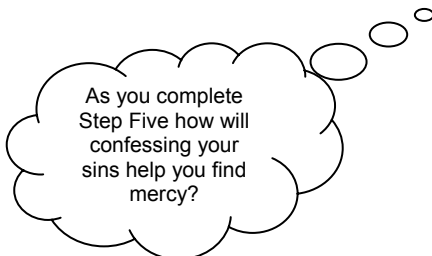 As you complete
Step Five how will
confessing your
sins help you find
mercy?